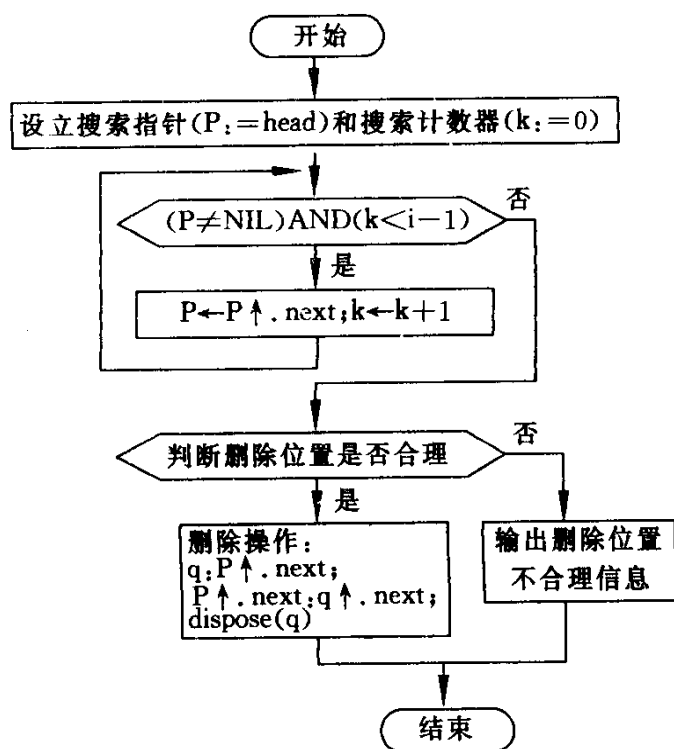 开始
设立搜索指针(P:=head)和搜索计数器(k:=0)
(P≠NIL)AND(k<i-1)
否
是
P←P↑.next;k←k+1
判断删除位置是否合理
否
是
删除操作:
q:P↑.next;
P↑.next:q↑.next;
dispose(q)
输出删除位置
不合理信息
结束